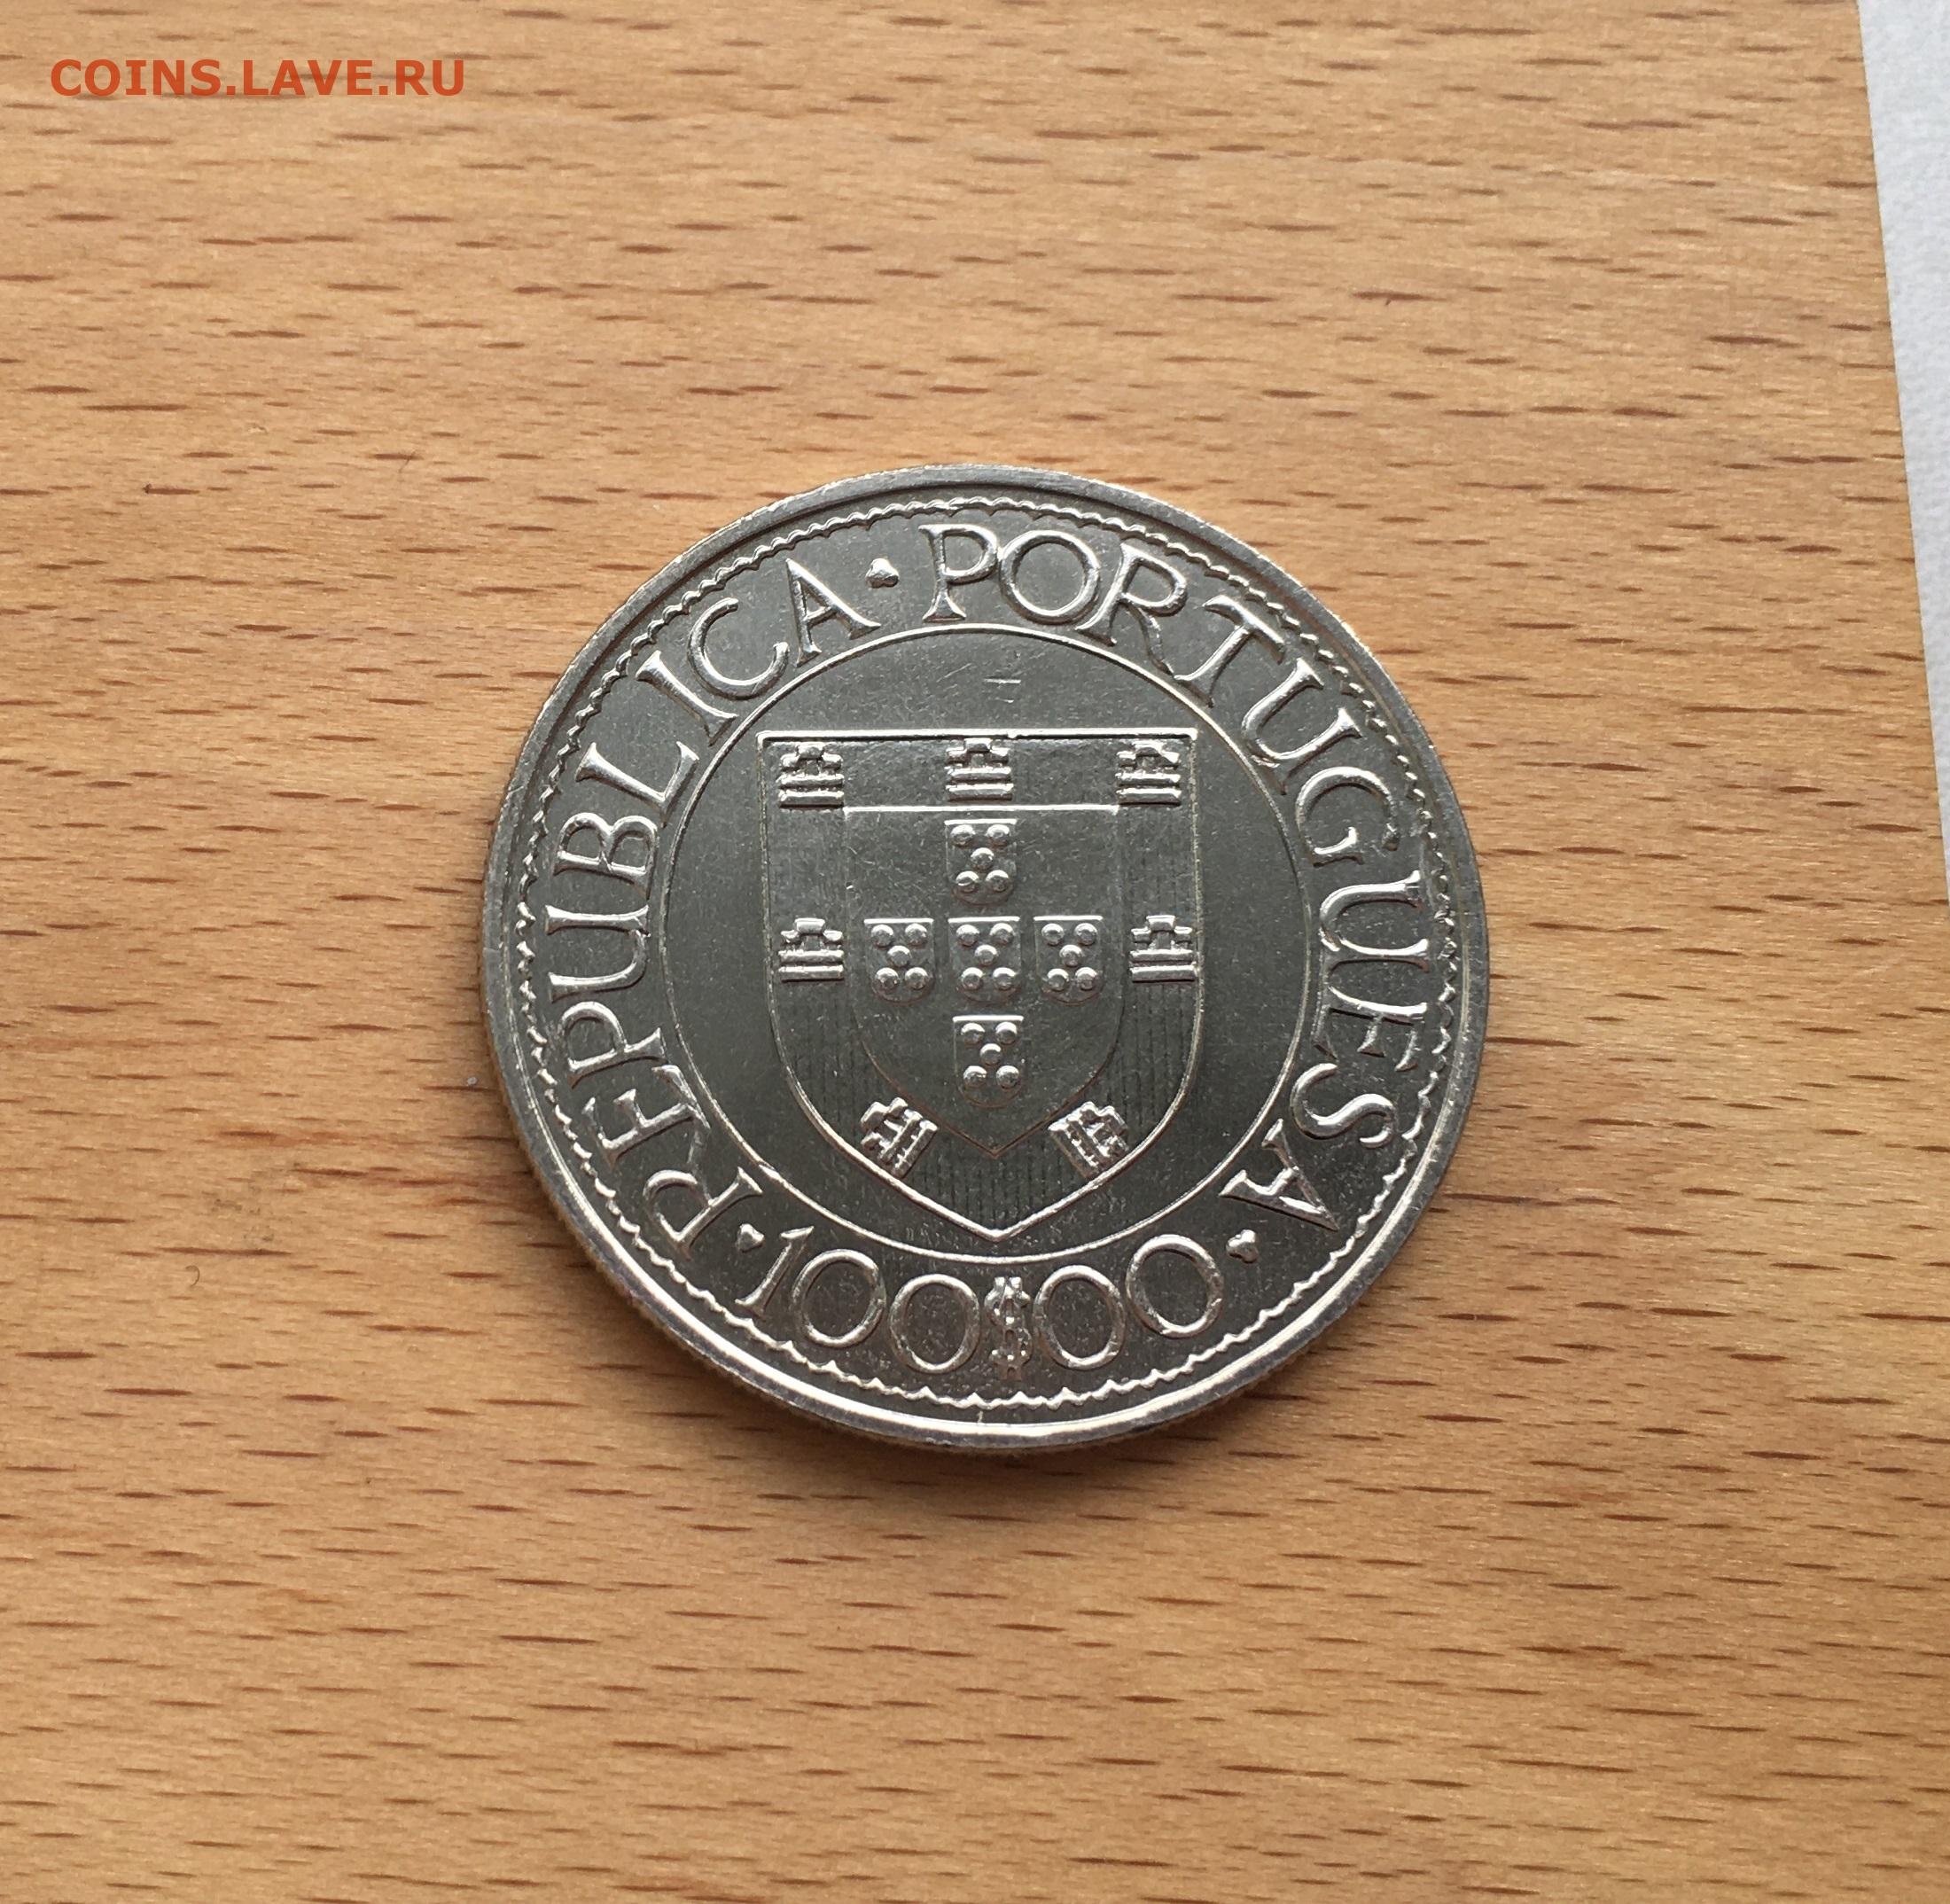 COINS.LAVE.RU
REPUBLICA · PORTUGUESA
· 100$00 ·